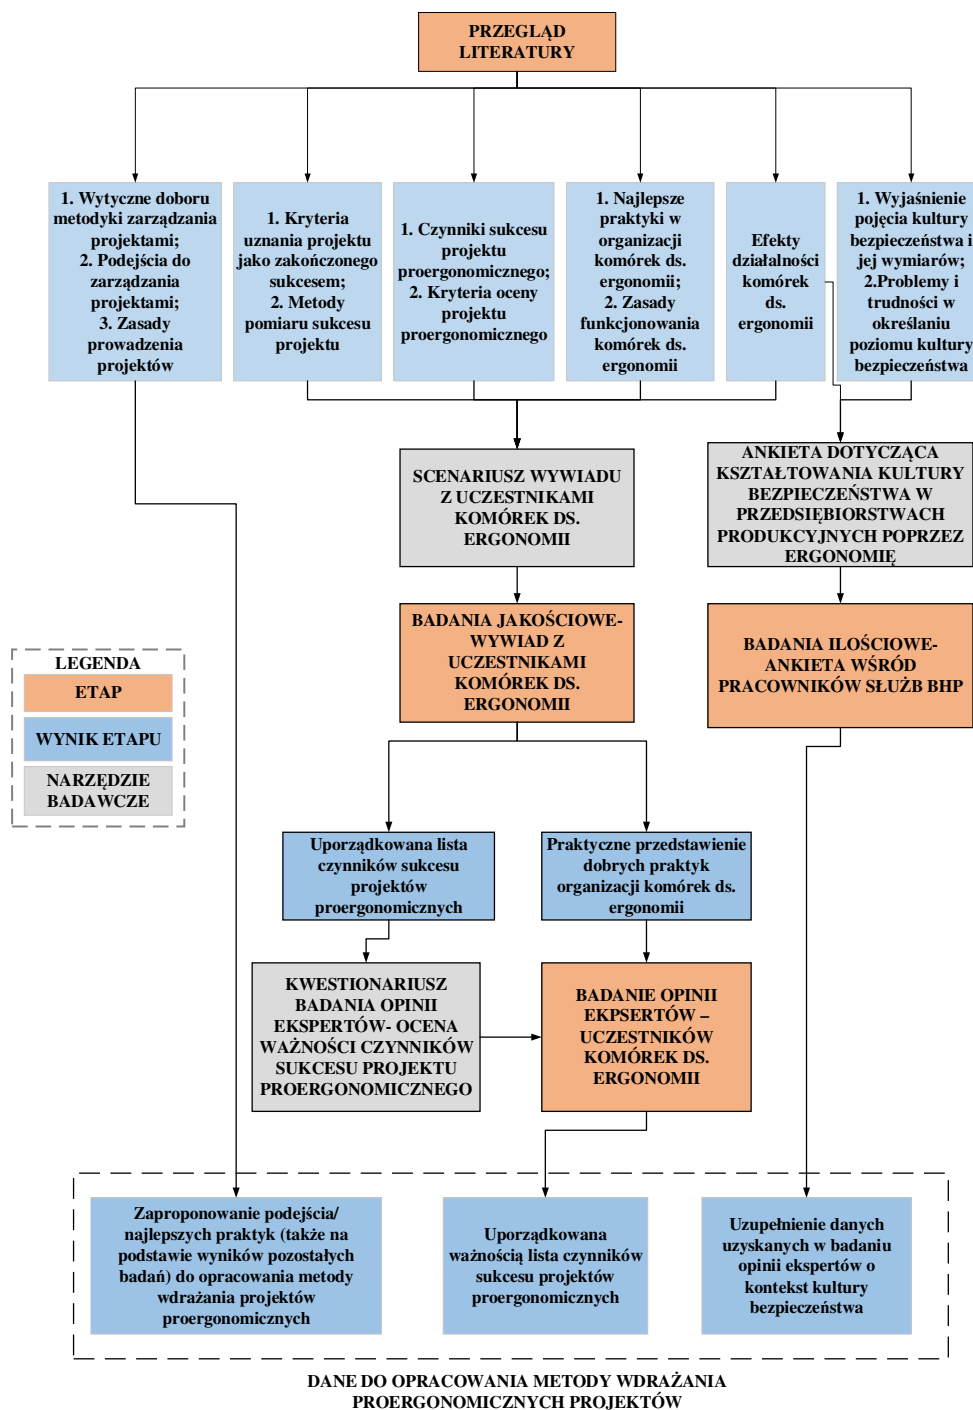 PRZEGLĄD
LITERATURY
1. Wytyczne doboru
metodyki zarządzania
projektami;
2. Podejścia do
zarządzania
projektami;
3. Zasady
prowadzenia
projektów
1. Kryteria
uznania projektu
jako zakończonego
sukcesem;
2. Metody
pomiaru sukcesu
projektu
1. Czynniki sukcesu
projektu
proergonomicznego;
2. Kryteria oceny
projektu
proergonomicznego
1. Najlepsze
praktyki w
organizacji
komórek ds.
ergonomii;
2. Zasady
funkcjonowania
komórek ds.
ergonomii
Efekty
działalności
komórek
ds.
ergonomii
1. Wyjaśnienie
pojęcia kultury
bezpieczeństwa i
jej wymiarów;
2.Problemy i
trudności w
określaniu
poziomu kultury
bezpieczeństwa
SCENARIUSZ WYWIADU
Z UCZESTNIKAMI
KOMÓREK DS.
ERGONOMII
ANKIETA DOTYCZĄCA
KSZTAŁTOWANIA KULTURY
BEZPIECZEŃSTWA W
PRZEDSIĘBIORSTWACH
PRODUKCYJNYCH POPRZEZ
ERGONOMIĘ
BADANIA JAKOŚCIOWE-
WYWIAD Z
UCZESTNIKAMI
KOMÓREK DS.
ERGONOMII
BADANIA ILOŚCIOWE-
ANKIETA WŚRÓD
PRACOWNIKÓW SŁUŻB BHP
LEGENDA
ETAP
WYNIK ETAPU
NARZĘDZIE
BADAWCZE
Uporządkowana lista
czynników sukcesu
projektów
proergonomicznych
Praktyczne przedstawienie
dobrych praktyk
organizacji komórek ds.
ergonomii
KWESTIONARIUSZ
BADANIA OPINII
EKSPERTÓW- OCENA
WAŻNOŚCI CZYNNIKÓW
SUKCESU PROJEKTU
PROERGONOMICZNEGO
BADANIE OPINII
EKPSERTÓW –
UCZESTNIKÓW
KOMÓREK DS.
ERGONOMII
Zaproponowanie podejścia/
najlepszych praktyk (także na
podstawie wyników pozostałych
badań) do opracowania metody
wdrażania projektów
proergonomicznych
Uporządkowana
ważnością lista czynników
sukcesu projektów
proergonomicznych
Uzupełnienie danych
uzyskanych w badaniu
opinii ekspertów o
kontekst kultury
bezpieczeństwa
DANE DO OPRACOWANIA METODY WDRAŻANIA
PROERGONOMICZNYCH PROJEKTÓW